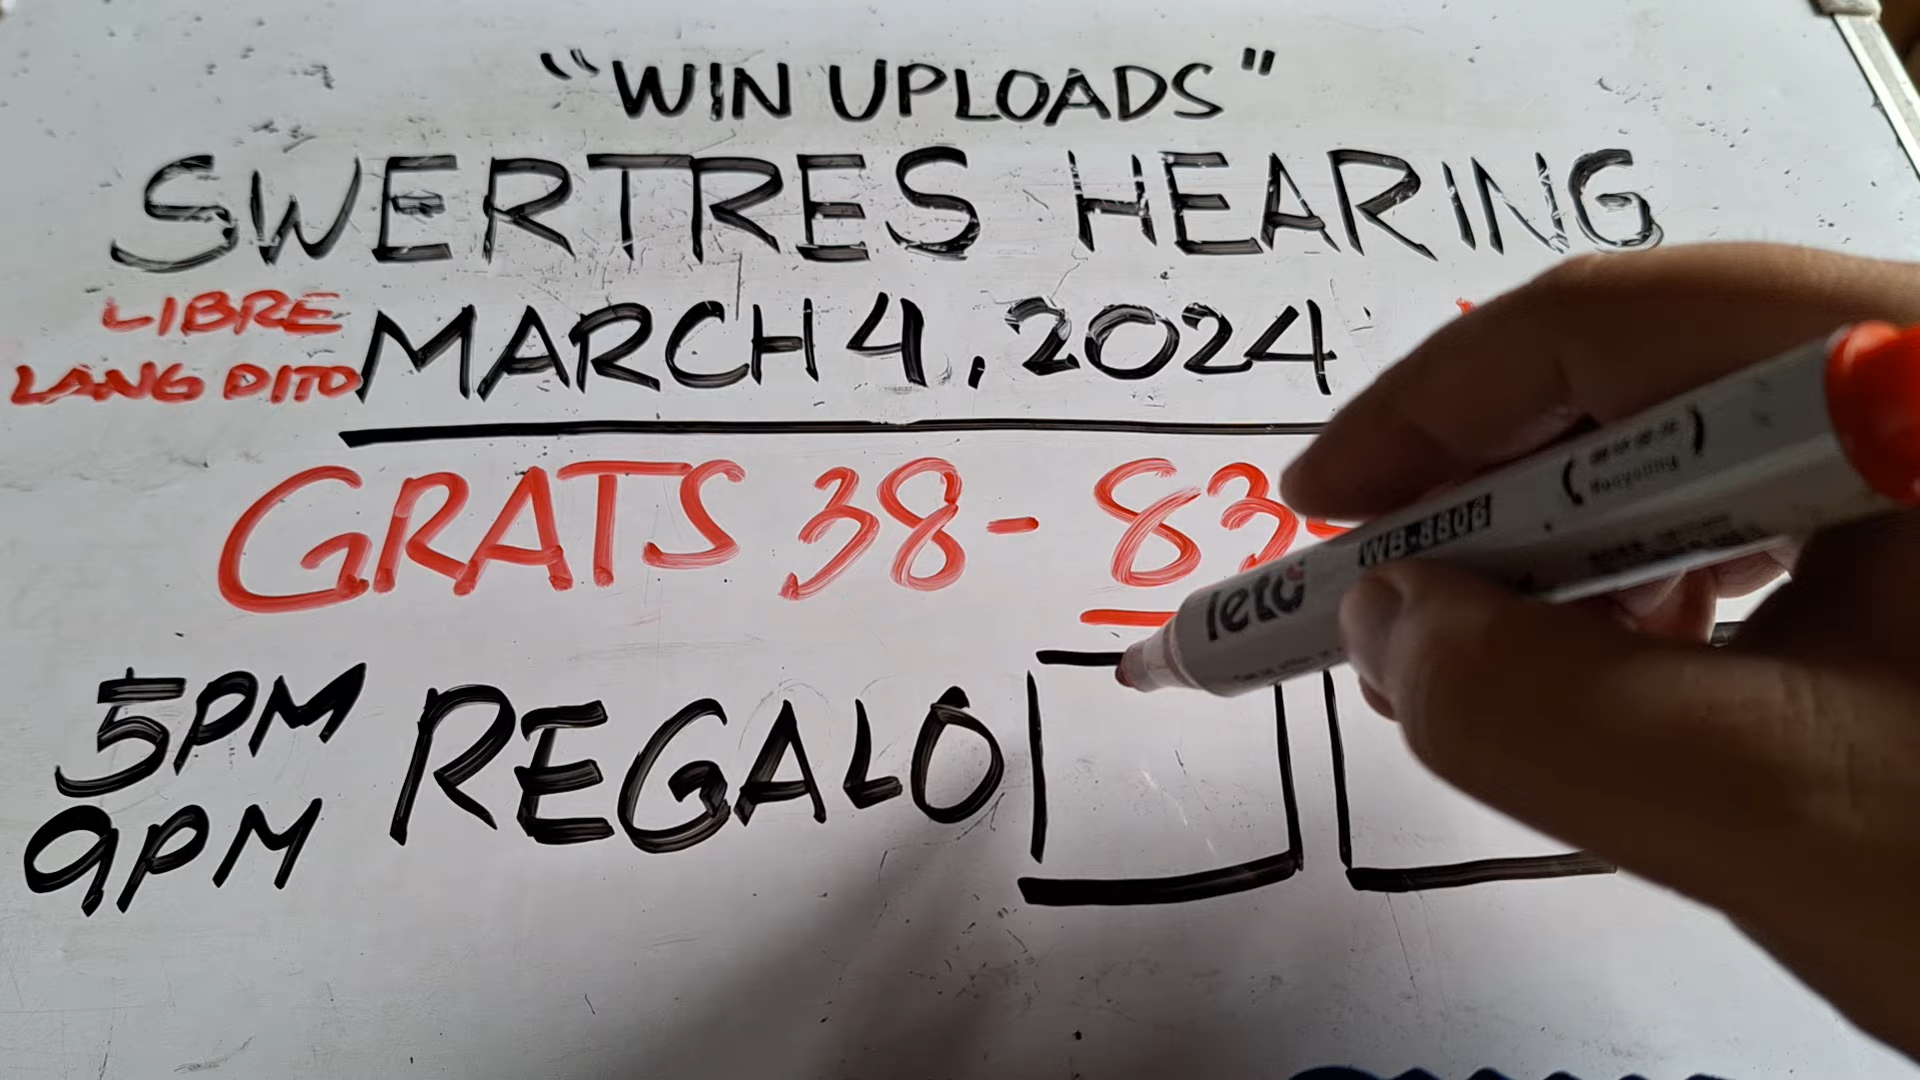 "WIN UPLOADS"
SWERTRES HEARING
LIBRE
LANG DITO
MARCH 4, 2024
GRATS 38 - 83 -
5PM
9PM
REGALO
leto
WB-8806
Recycling